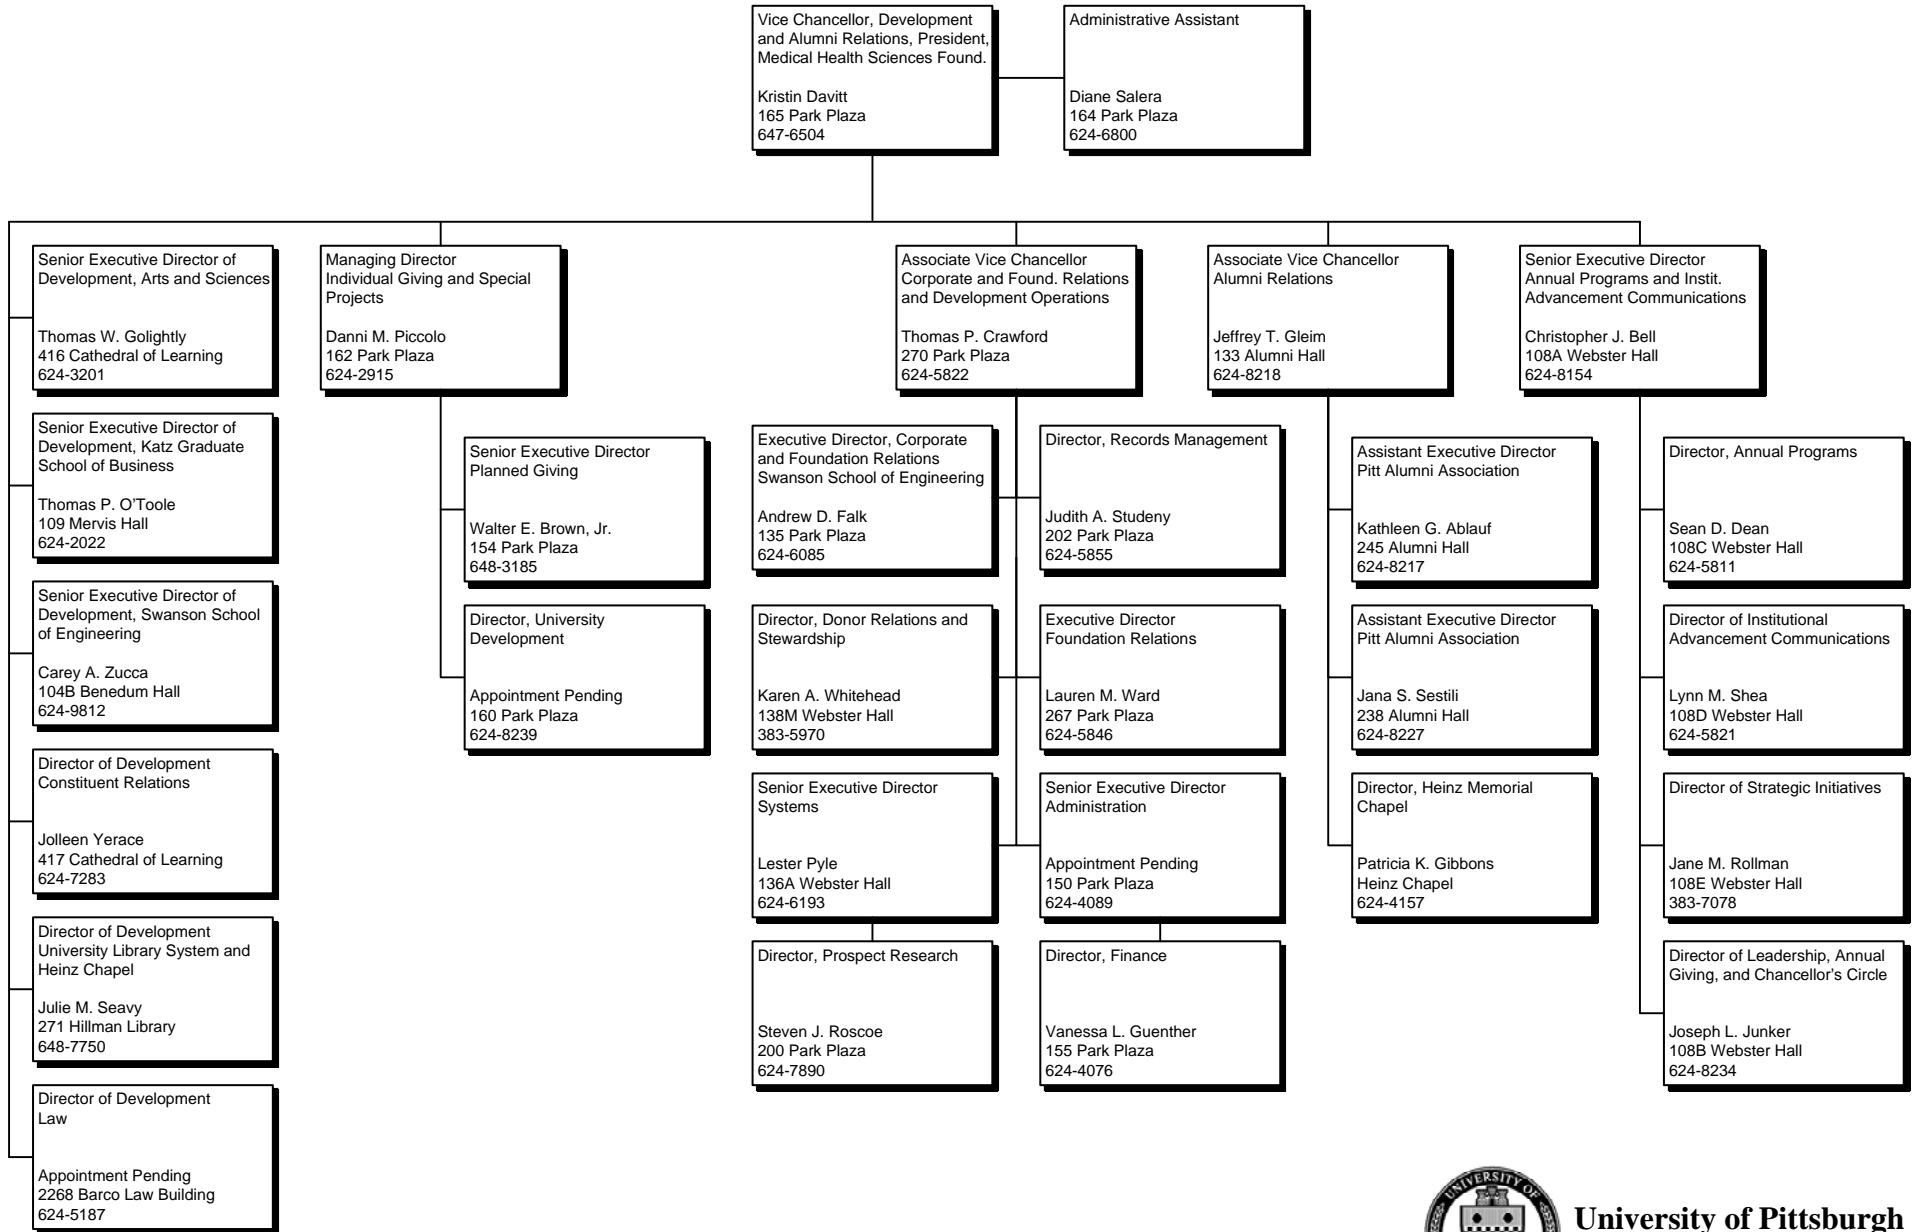 Vice Chancellor, Development
and Alumni Relations, President,
Medical Health Sciences Found.
Kristin Davitt
165 Park Plaza
647-6504
Administrative Assistant
Diane Salera
164 Park Plaza
624-6800
Senior Executive Director of
Development, Arts and Sciences
Thomas W. Golightly
416 Cathedral of Learning
624-3201
Senior Executive Director of
Development, Katz Graduate
School of Business
Thomas P. O'Toole
109 Mervis Hall
624-2022
Senior Executive Director of
Development, Swanson School
of Engineering
Carey A. Zucca
104B Benedum Hall
624-9812
Director of Development
Constituent Relations
Jolleen Yerace
417 Cathedral of Learning
624-7283
Director of Development
University Library System and
Heinz Chapel
Julie M. Seavy
271 Hillman Library
648-7750
Director of Development
Law
Appointment Pending
2268 Barco Law Building
624-5187
Managing Director
Individual Giving and Special
Projects
Danni M. Piccolo
162 Park Plaza
624-2915
Senior Executive Director
Planned Giving
Walter E. Brown, Jr.
154 Park Plaza
648-3185
Director, University
Development
Appointment Pending
160 Park Plaza
624-8239
Associate Vice Chancellor
Corporate and Found. Relations
and Development Operations
Thomas P. Crawford
270 Park Plaza
624-5822
Executive Director, Corporate
and Foundation Relations
Swanson School of Engineering
Andrew D. Falk
135 Park Plaza
624-6085
Director, Records Management
Judith A. Studeny
202 Park Plaza
624-5855
Director, Donor Relations and
Stewardship
Karen A. Whitehead
138M Webster Hall
383-5970
Executive Director
Foundation Relations
Lauren M. Ward
267 Park Plaza
624-5846
Senior Executive Director
Systems
Lester Pyle
136A Webster Hall
624-6193
Senior Executive Director
Administration
Appointment Pending
150 Park Plaza
624-4089
Director, Prospect Research
Steven J. Roscoe
200 Park Plaza
624-7890
Director, Finance
Vanessa L. Guenther
155 Park Plaza
624-4076
Associate Vice Chancellor
Alumni Relations
Jeffrey T. Gleim
133 Alumni Hall
624-8218
Assistant Executive Director
Pitt Alumni Association
Kathleen G. Ablauf
245 Alumni Hall
624-8217
Assistant Executive Director
Pitt Alumni Association
Jana S. Sestili
238 Alumni Hall
624-8227
Director, Heinz Memorial
Chapel
Patricia K. Gibbons
Heinz Chapel
624-4157
Senior Executive Director
Annual Programs and Instit.
Advancement Communications
Christopher J. Bell
108A Webster Hall
624-8154
Director, Annual Programs
Sean D. Dean
108C Webster Hall
624-5811
Director of Institutional
Advancement Communications
Lynn M. Shea
108D Webster Hall
624-5821
Director of Strategic Initiatives
Jane M. Rollman
108E Webster Hall
383-7078
Director of Leadership, Annual
Giving, and Chancellor's Circle
Joseph L. Junker
108B Webster Hall
624-8234
UNIVERSITY OF
University of Pittsburgh